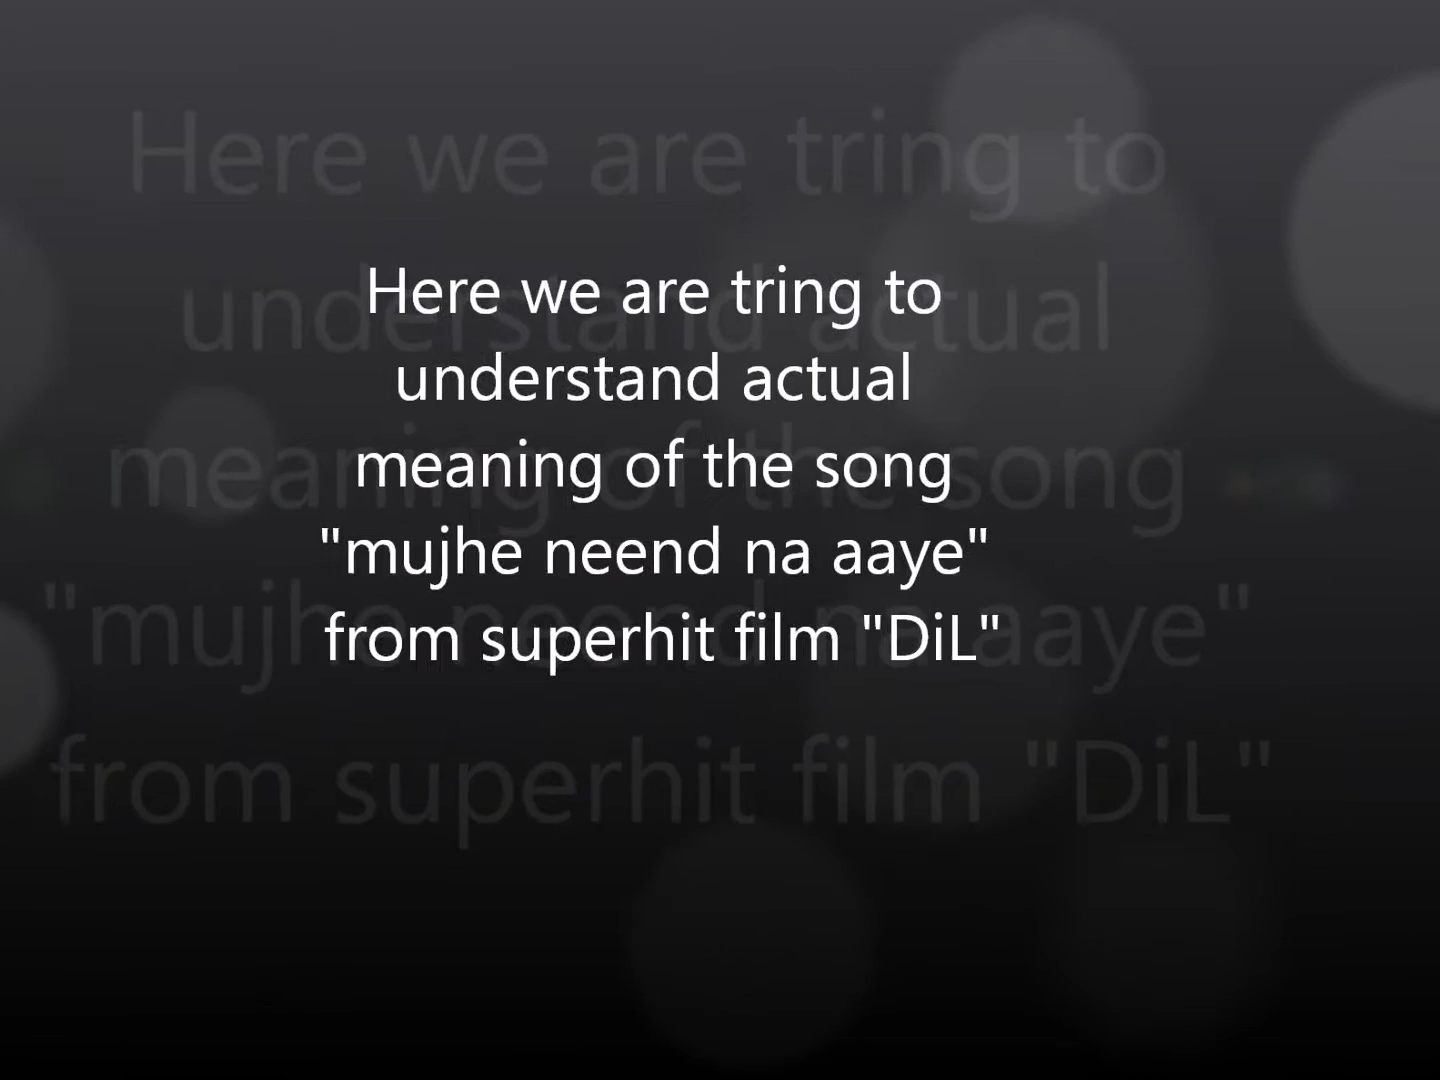 Here we are tring to
understand actual
meaning of the song
"mujhe neend na aaye"
from superhit film "DiL"